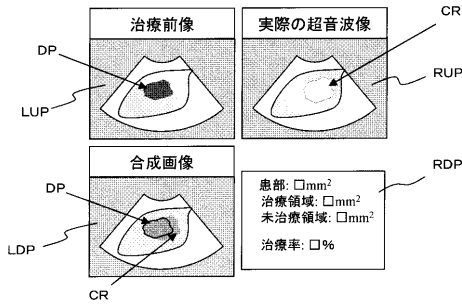 治療前像
実際の超音波像
CR
DP
LUP
RUP
合成画像
DP
LDP
CR
患部: □mm²
治療領域: □mm²
未治療領域: □mm²
治療率: □%
RDP